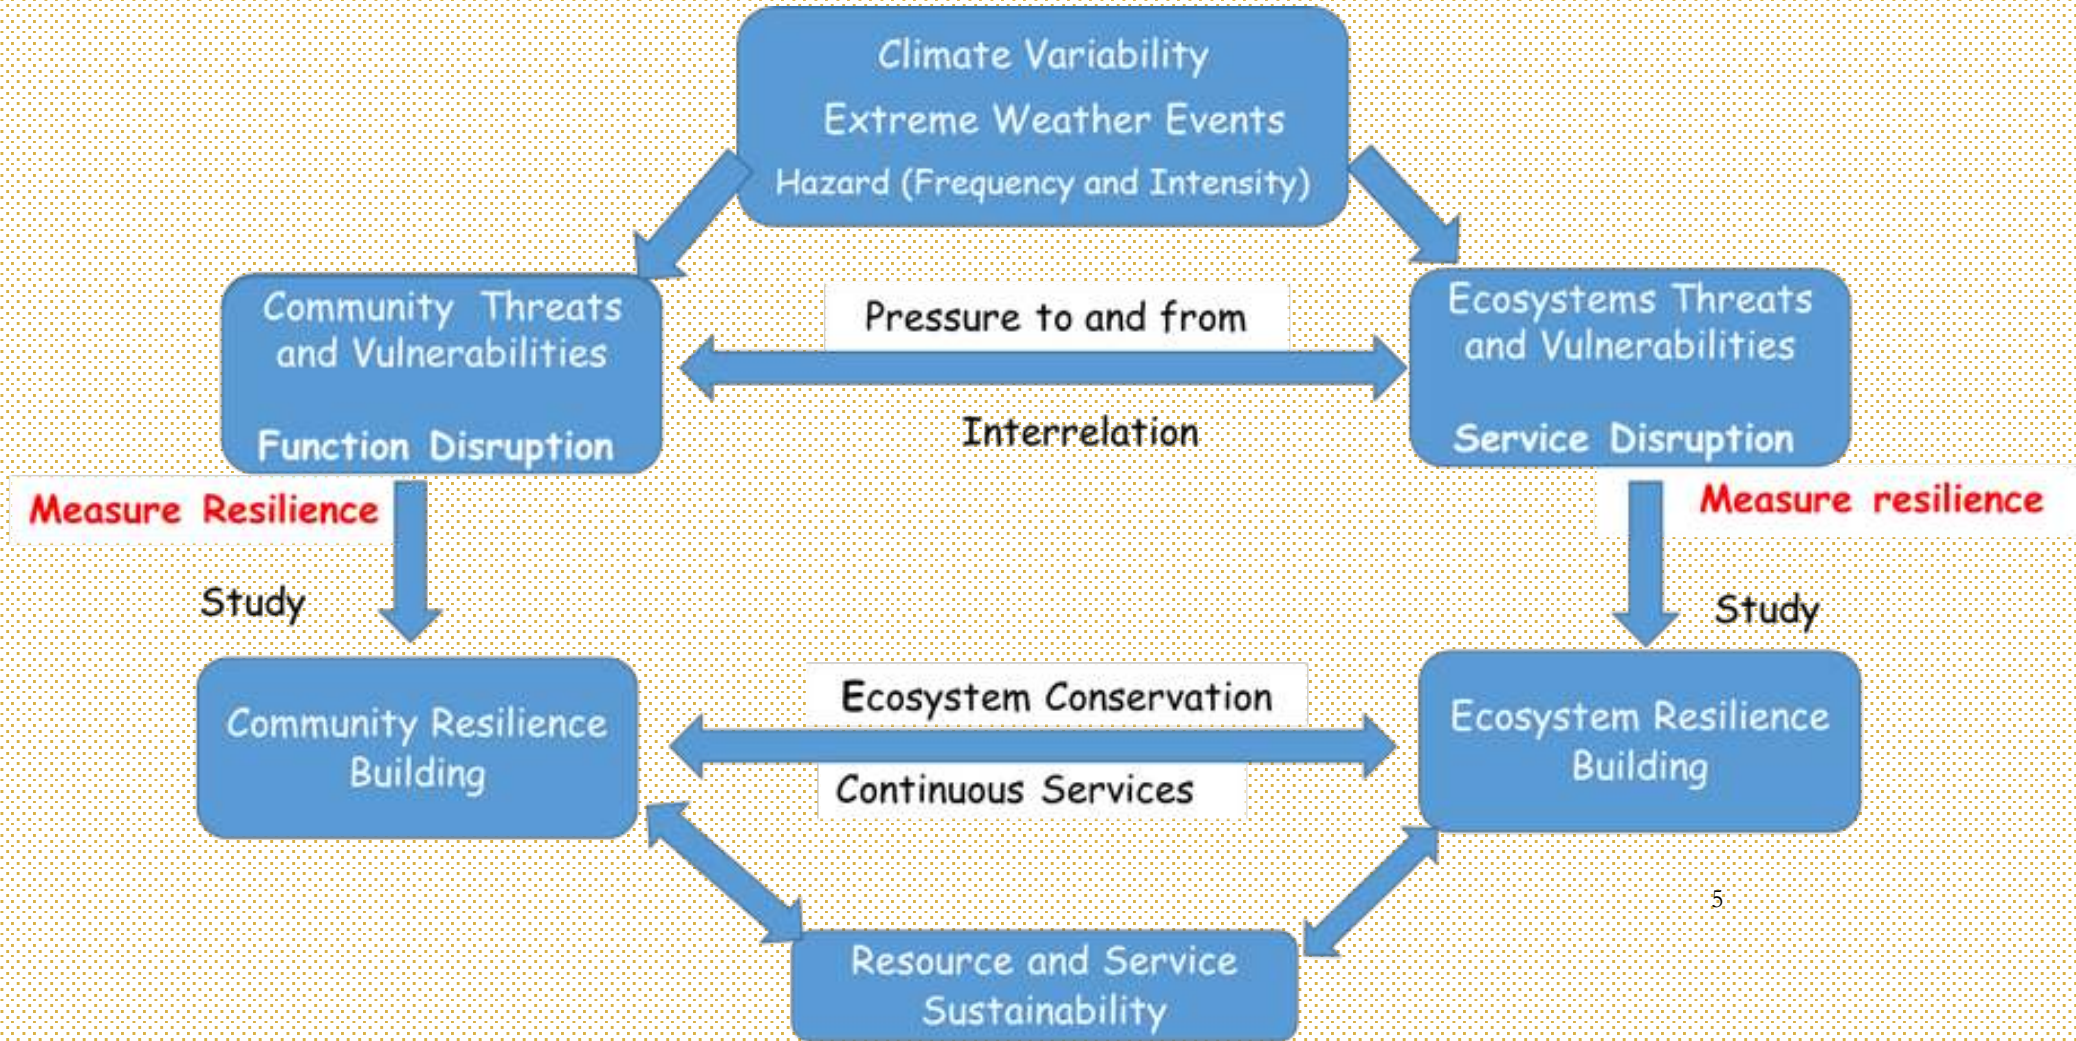 Climate Variability
Extreme Weather Events
Hazard (Frequency and Intensity)
Community Threats
and Vulnerabilities
Function Disruption
Pressure to and from
Interrelation
Ecosystems Threats
and Vulnerabilities
Service Disruption
Measure Resilience
Measure resilience
Study
Study
Community Resilience
Building
Ecosystem Conservation
Continuous Services
Ecosystem Resilience
Building
5
Resource and Service
Sustainability